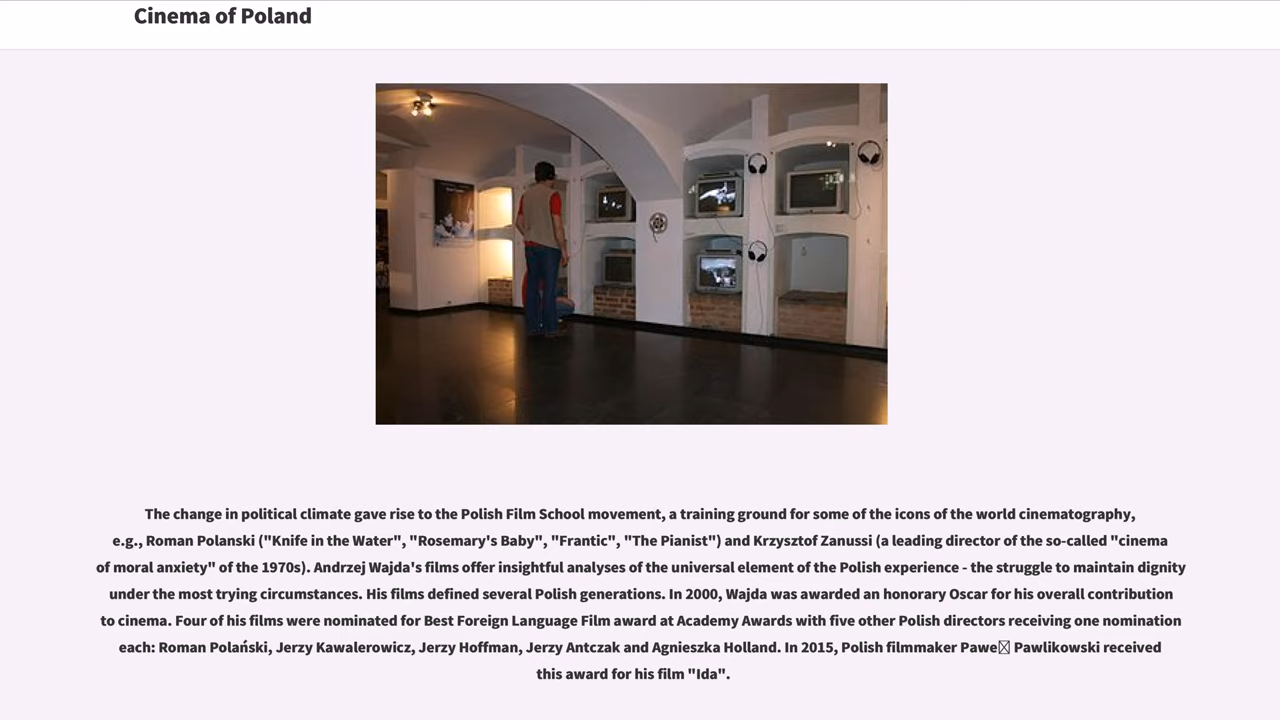 Cinema of Poland
The change in political climate gave rise to the Polish Film School movement, a training ground for some of the icons of the world cinematography,
e.g., Roman Polanski ("Knife in the Water", "Rosemary's Baby", "Frantic", "The Pianist") and Krzysztof Zanussi (a leading director of the so-called "cinema
of moral anxiety" of the 1970s). Andrzej Wajda's films offer insightful analyses of the universal element of the Polish experience - the struggle to maintain dignity
under the most trying circumstances. His films defined several Polish generations. In 2000, Wajda was awarded an honorary Oscar for his overall contribution
to cinema. Four of his films were nominated for Best Foreign Language Film award at Academy Awards with five other Polish directors receiving one nomination
each: Roman Polański, Jerzy Kawalerowicz, Jerzy Hoffman, Jerzy Antczak and Agnieszka Holland. In 2015, Polish filmmaker Pawe Pawlikowski received
this award for his film "Ida".